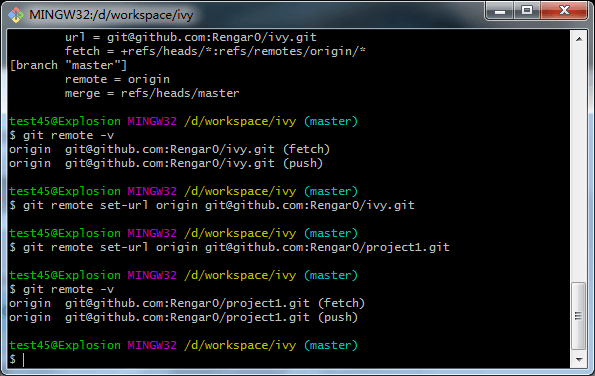 MINGW32:/d/workspace/ivy
url = git@github.com:Rengar0/ivy.git
fetch = +refs/heads/*:refs/remotes/origin/*
[branch "master"]
remote = origin
merge = refs/heads/master
test45@Explosion MINGW32 /d/workspace/ivy (master)
$ git remote -v
origin  git@github.com:Rengar0/ivy.git (fetch)
origin  git@github.com:Rengar0/ivy.git (push)
test45@Explosion MINGW32 /d/workspace/ivy (master)
$ git remote set-url origin git@github.com:Rengar0/ivy.git
test45@Explosion MINGW32 /d/workspace/ivy (master)
$ git remote set-url origin git@github.com:Rengar0/project1.git
test45@Explosion MINGW32 /d/workspace/ivy (master)
$ git remote -v
origin  git@github.com:Rengar0/project1.git (fetch)
origin  git@github.com:Rengar0/project1.git (push)
test45@Explosion MINGW32 /d/workspace/ivy (master)
$